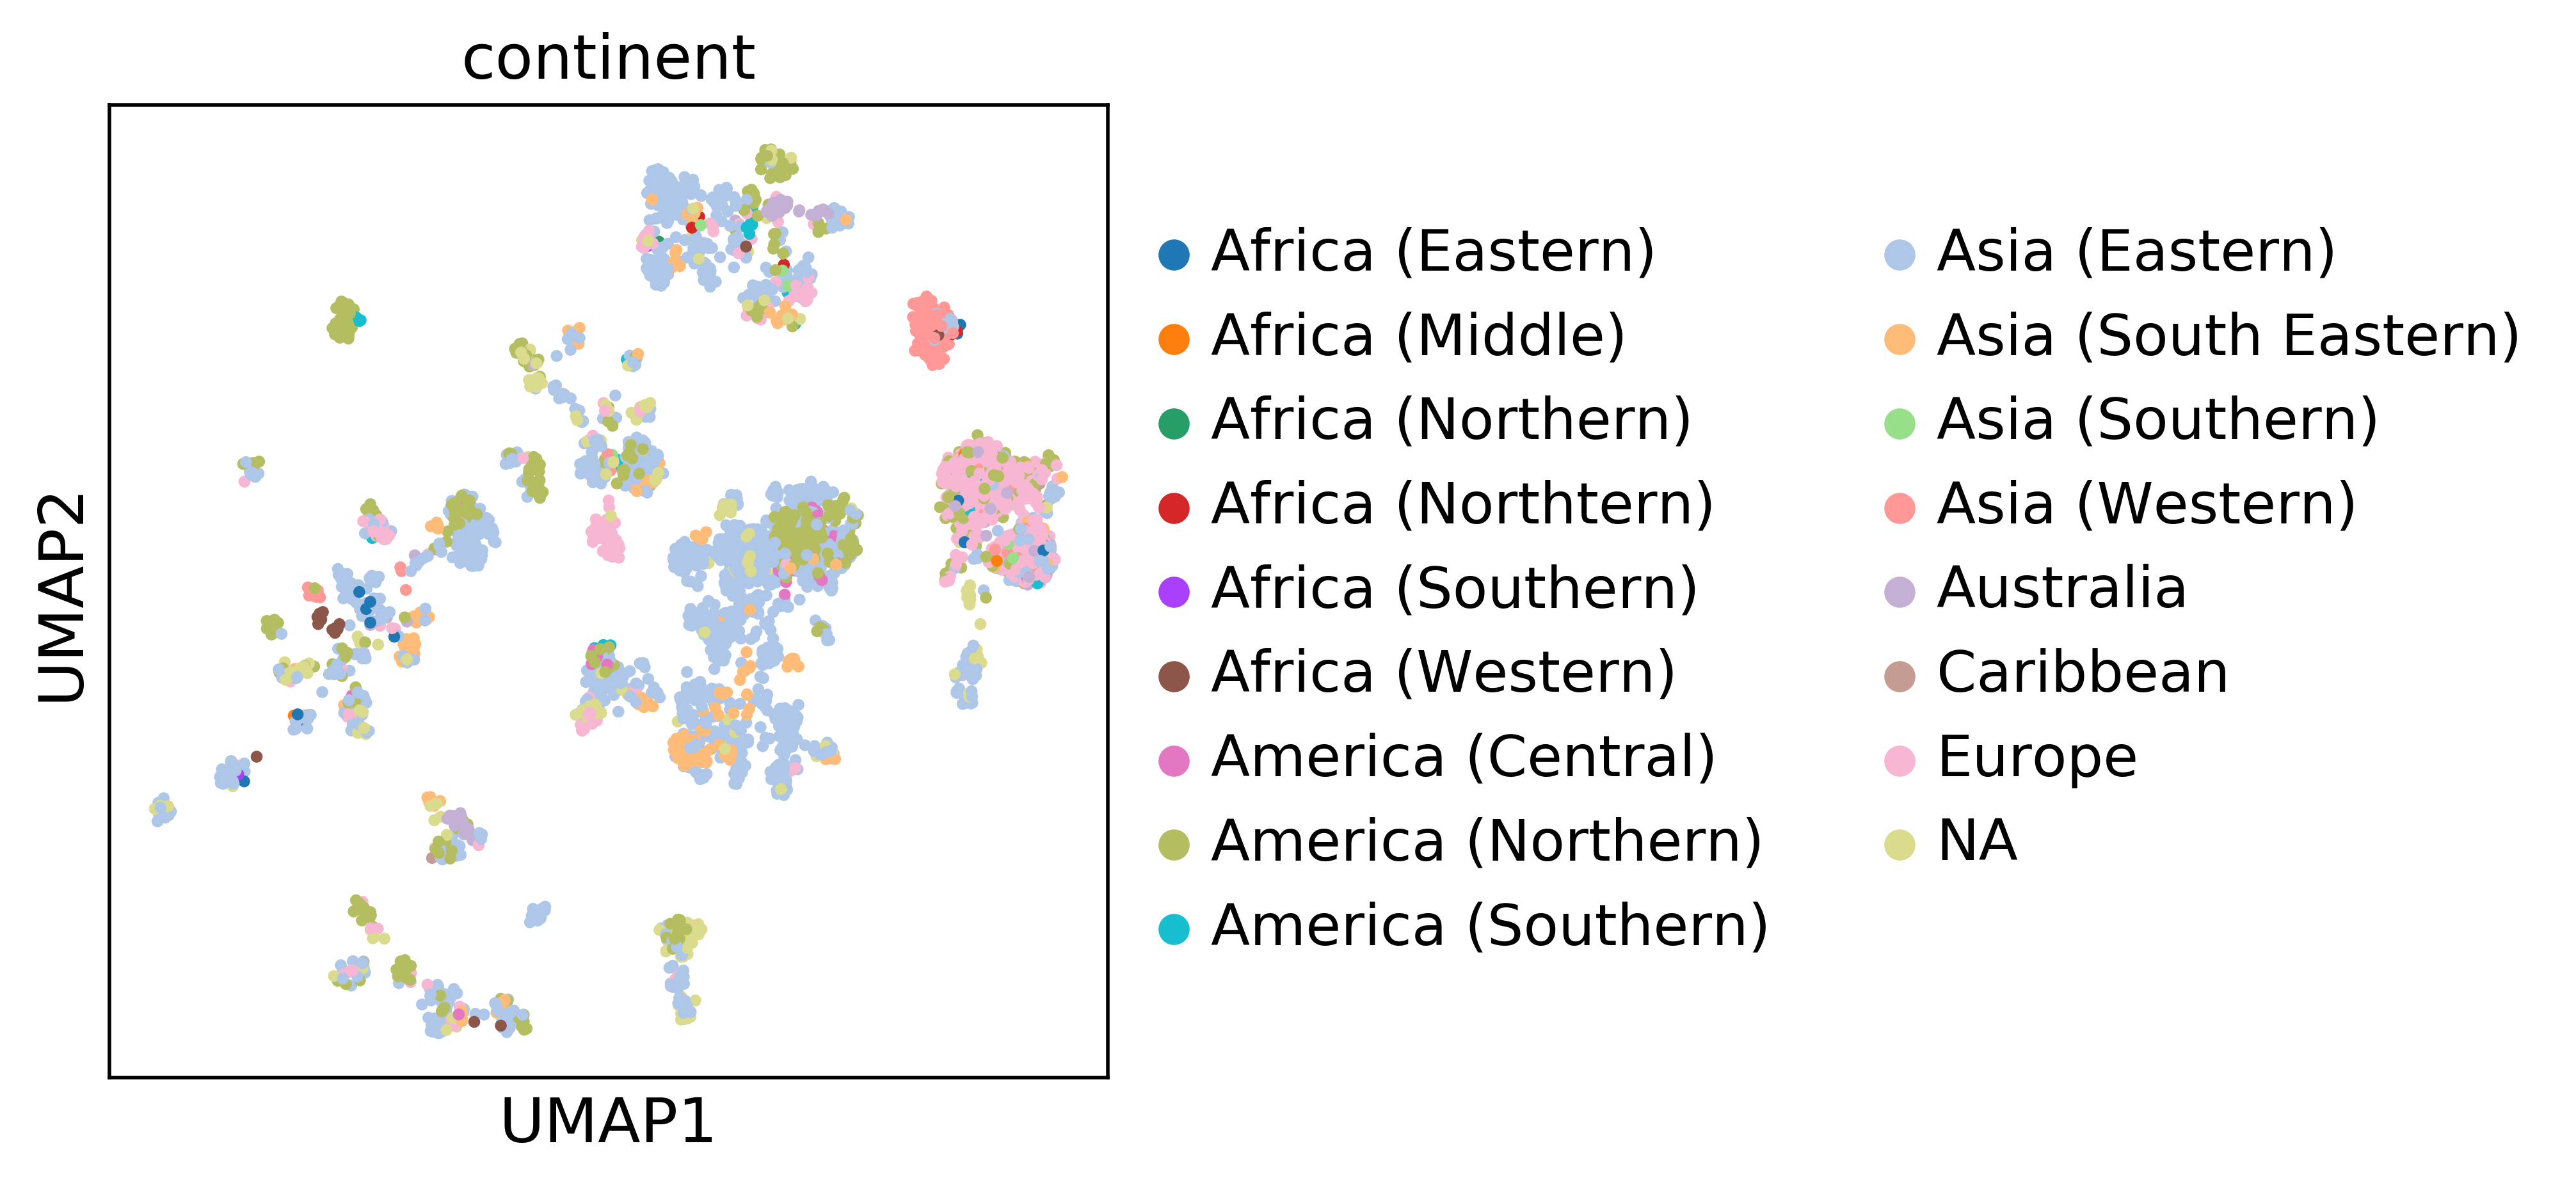 continent
UMAP2
UMAP1
Africa (Eastern)
Africa (Middle)
Africa (Northern)
Africa (Northtern)
Africa (Southern)
Africa (Western)
America (Central)
America (Northern)
America (Southern)
Asia (Eastern)
Asia (South Eastern)
Asia (Southern)
Asia (Western)
Australia
Caribbean
Europe
NA